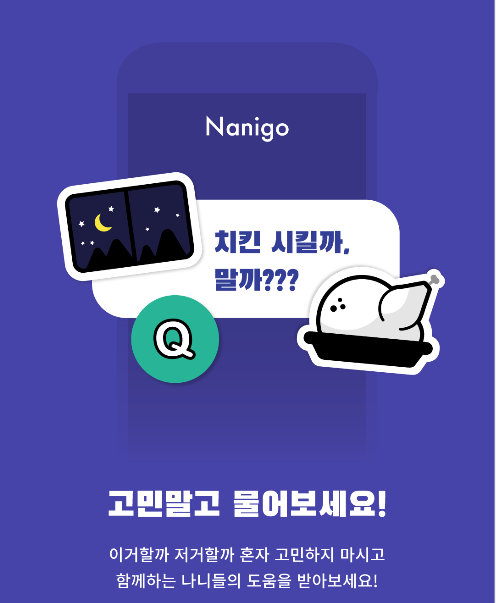 Nanigo
치킨 시킬까,
말까???
Q
고민말고 물어보세요!
이거할까 저거할까 혼자 고민하지 마시고
함께하는 나니들의 도움을 받아보세요!